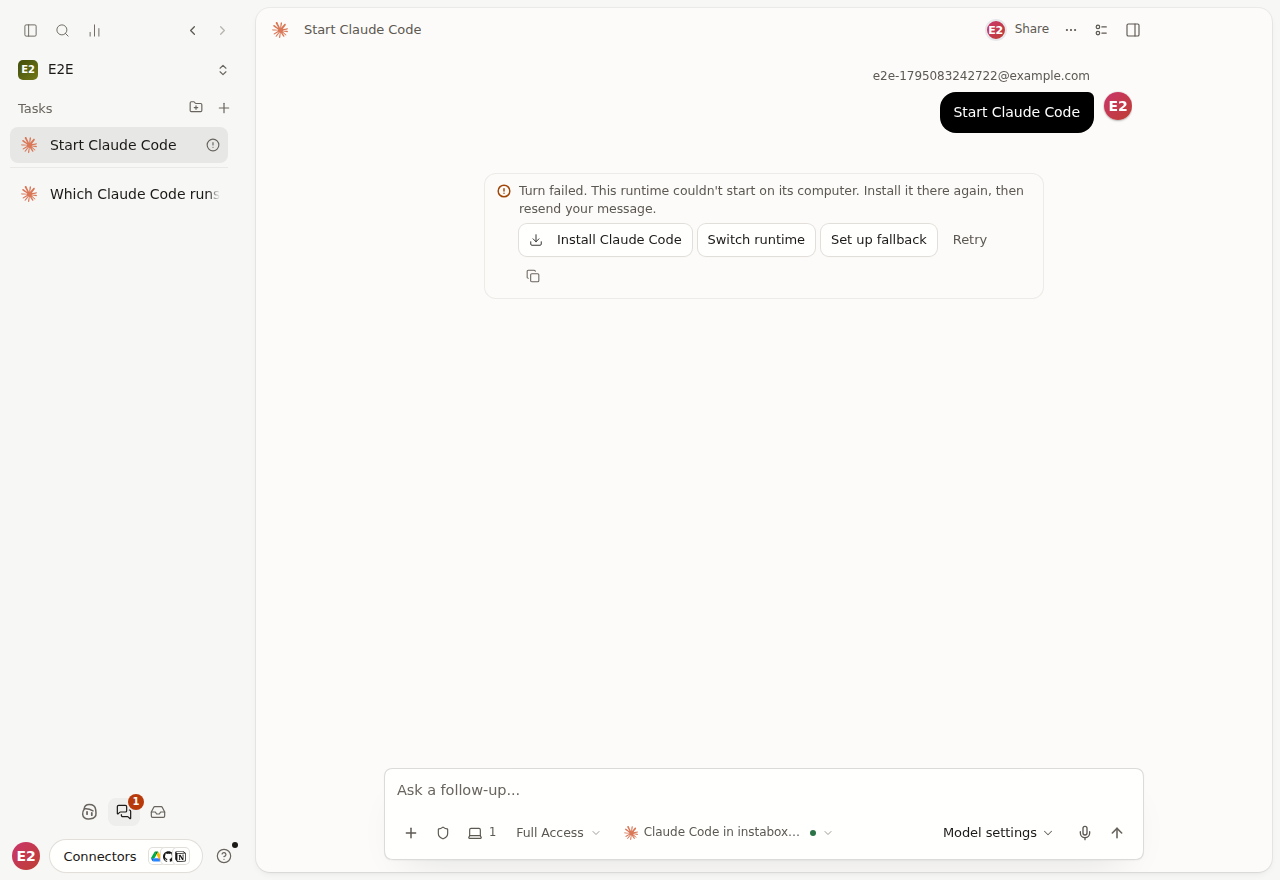 Start Claude Code
E2 Share
E2 E2E
e2e-1795083242722@example.com
Tasks
Start Claude Code E2
Start Claude Code
Which Claude Code runs
Turn failed. This runtime couldn't start on its computer. Install it there again, then
resend your message.
Install Claude Code Switch runtime Set up fallback Retry
Ask a follow-up...
1
1 Full Access Claude Code in instabox... Model settings
E2 Connectors